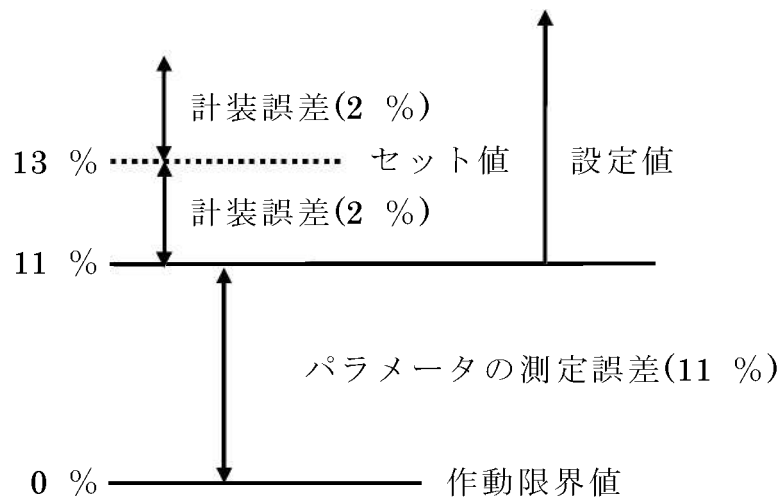 計装誤差(2 %)
13 % セット値 設定値
計装誤差(2 %)
11 %
パラメータの測定誤差(11 %)
0 % 作動限界値